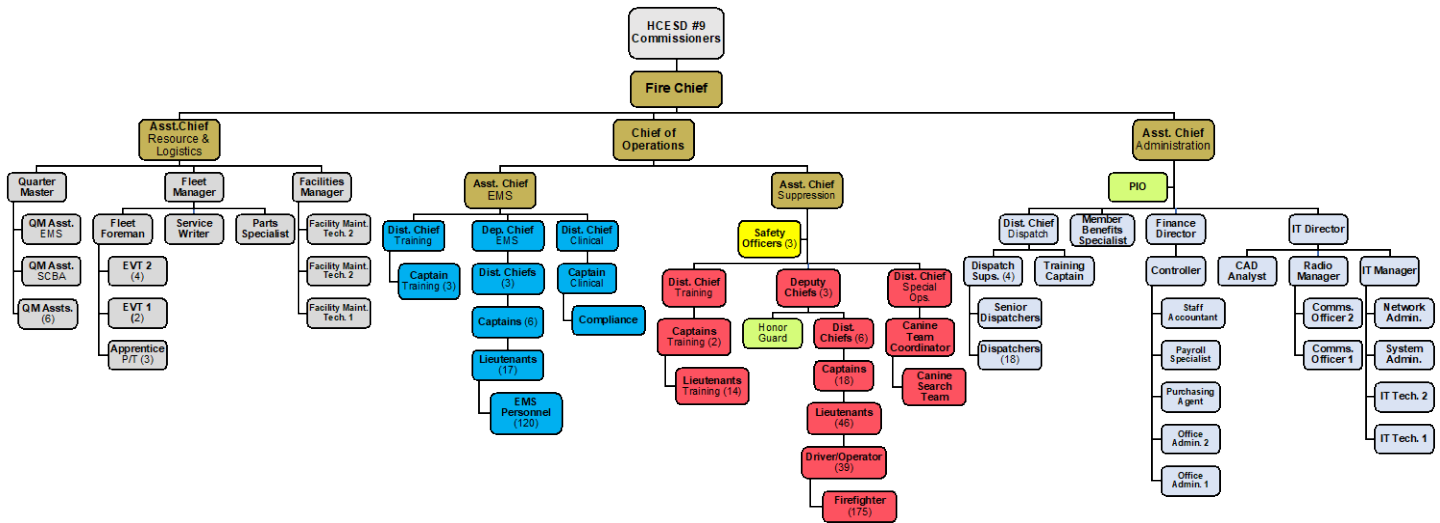 HCESD #9
Commissioners
Fire Chief
Asst.Chief
Resource &
Logistics
Chief of
Operations
Asst. Chief
Administration
Quarter
Master
Fleet
Manager
Facilities
Manager
QM Asst.
EMS
QM Asst.
SCBA
QM Assts.
(6)
Fleet
Foreman
Service
Writer
Parts
Specialist
EVT 2
(4)
EVT 1
(2)
Apprentice
P/T (3)
Facility Maint.
Tech. 2
Facility Maint.
Tech. 2
Facility Maint.
Tech. 1
Asst. Chief
EMS
Dist. Chief
Training
Dep. Chief
EMS
Dist. Chief
Clinical
Captain
Training (3)
Dist. Chiefs
(3)
Captains (6)
Lieutenants
(17)
EMS
Personnel
(120)
Captain
Clinical
Compliance
Asst. Chief
Suppression
Safety
Officers (3)
Dist. Chief
Training
Deputy
Chiefs (3)
Dist. Chief
Special
Ops.
Captains
Training (2)
Lieutenants
Training (14)
Honor
Guard
Dist.
Chiefs (6)
Captains
(18)
Lieutenants
(46)
Driver/Operator
(39)
Firefighter
(175)
Canine
Team
Coordinator
Canine
Search
Team
PIO
Dist. Chief
Dispatch
Member
Benefits
Specialist
Finance
Director
IT Director
Dispatch
Sups. (4)
Training
Captain
Senior
Dispatchers
Dispatchers
(18)
Controller
Staff
Accountant
Payroll
Specialist
Purchasing
Agent
Office
Admin. 2
Office
Admin. 1
CAD
Analyst
Radio
Manager
IT Manager
Comms.
Officer 2
Comms.
Officer 1
Network
Admin.
System
Admin.
IT Tech. 2
IT Tech. 1